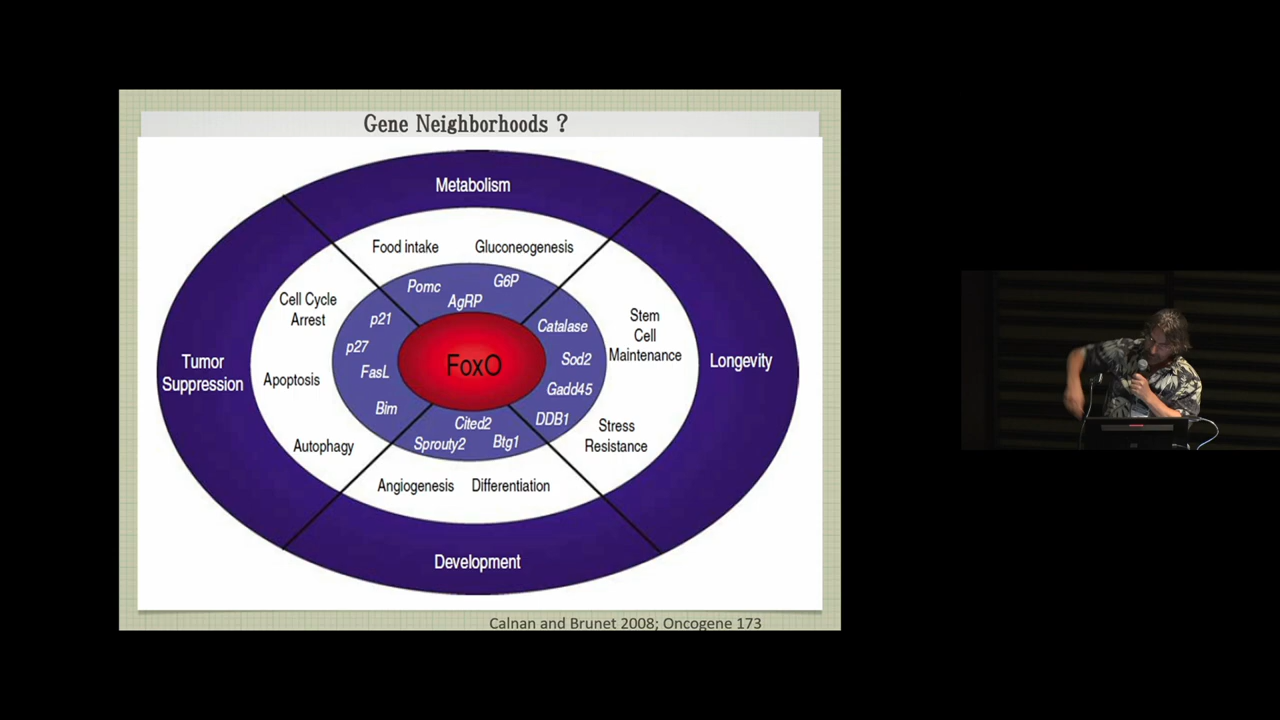 Gene Neighborhoods ?
Metabolism
Food intake
Gluconeogenesis
Pomc
G6P
AgRP
Cell Cycle
Arrest
p21
p27
FasL
Bim
Apoptosis
Autophagy
Tumor
Suppression
FoxO
Catalase
Sod2
Gadd45
DDB1
Stem
Cell
Maintenance
Stress
Resistance
Longevity
Cited2
Sprouty2
Btg1
Angiogenesis
Differentiation
Development
Calnan and Brunet 2008; Oncogene 173